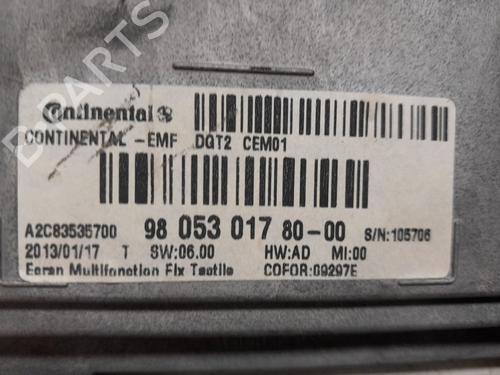 B-PARTS
Continental
CONTINENTAL -EMF DQT2 CEM01
A2C83535700 98 053 017 80-00 S/N:105706
2013/01/17 T SW:06.00 HW:AD MI:00
Ecran Multifonction Fix Tactile COFOR:09297E